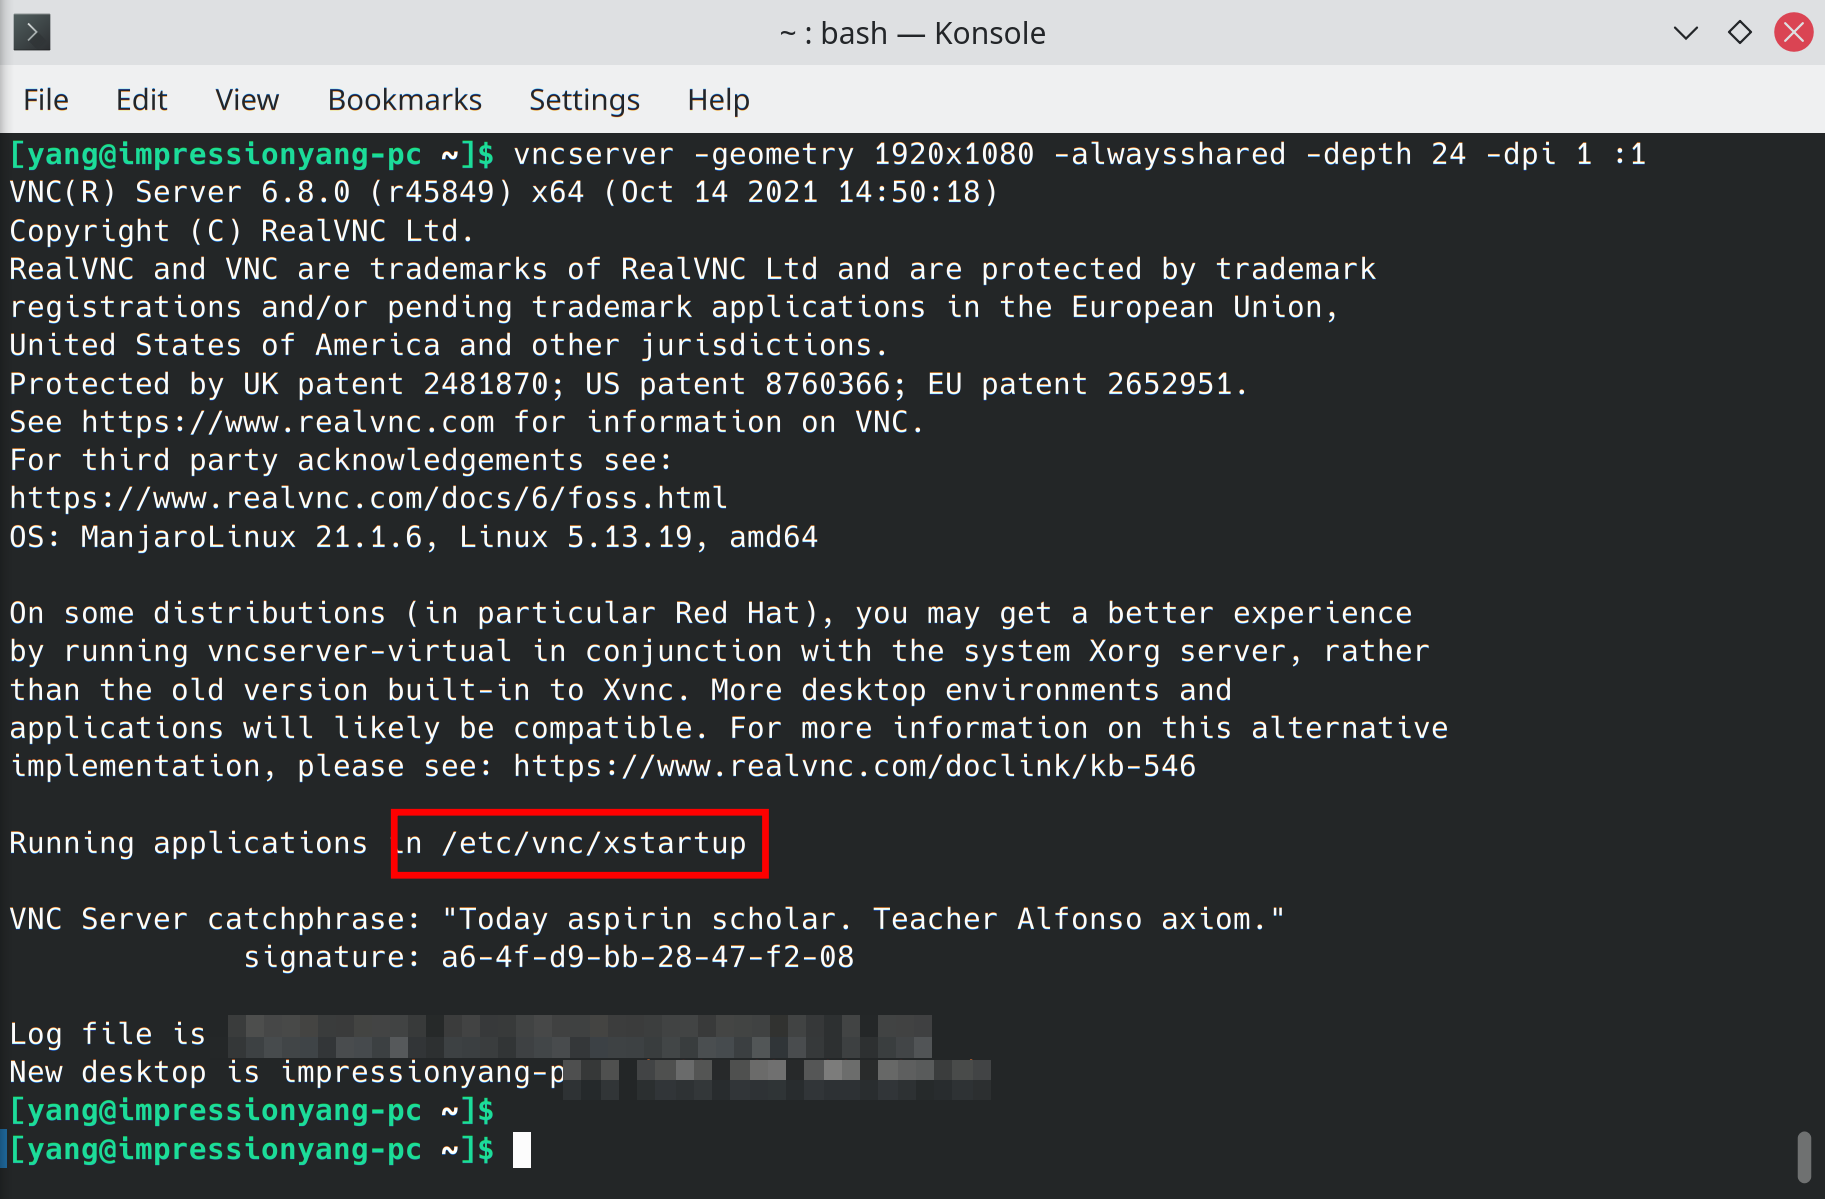 ~ : bash — Konsole
File Edit View Bookmarks Settings Help
[yang@impressionyang-pc ~]$ vncserver -geometry 1920x1080 -alwaysshared -depth 24 -dpi 1 :1
VNC(R) Server 6.8.0 (r45849) x64 (Oct 14 2021 14:50:18)
Copyright (C) RealVNC Ltd.
RealVNC and VNC are trademarks of RealVNC Ltd and are protected by trademark
registrations and/or pending trademark applications in the European Union,
United States of America and other jurisdictions.
Protected by UK patent 2481870; US patent 8760366; EU patent 2652951.
See https://www.realvnc.com for information on VNC.
For third party acknowledgements see:
https://www.realvnc.com/docs/6/foss.html
OS: ManjaroLinux 21.1.6, Linux 5.13.19, amd64
On some distributions (in particular Red Hat), you may get a better experience
by running vncserver-virtual in conjunction with the system Xorg server, rather
than the old version built-in to Xvnc. More desktop environments and
applications will likely be compatible. For more information on this alternative
implementation, please see: https://www.realvnc.com/doclink/kb-546
Running applications in /etc/vnc/xstartup
VNC Server catchphrase: "Today aspirin scholar. Teacher Alfonso axiom."
signature: a6-4f-d9-bb-28-47-f2-08
Log file is
New desktop is impressionyang-p
[yang@impressionyang-pc ~]$
[yang@impressionyang-pc ~]$